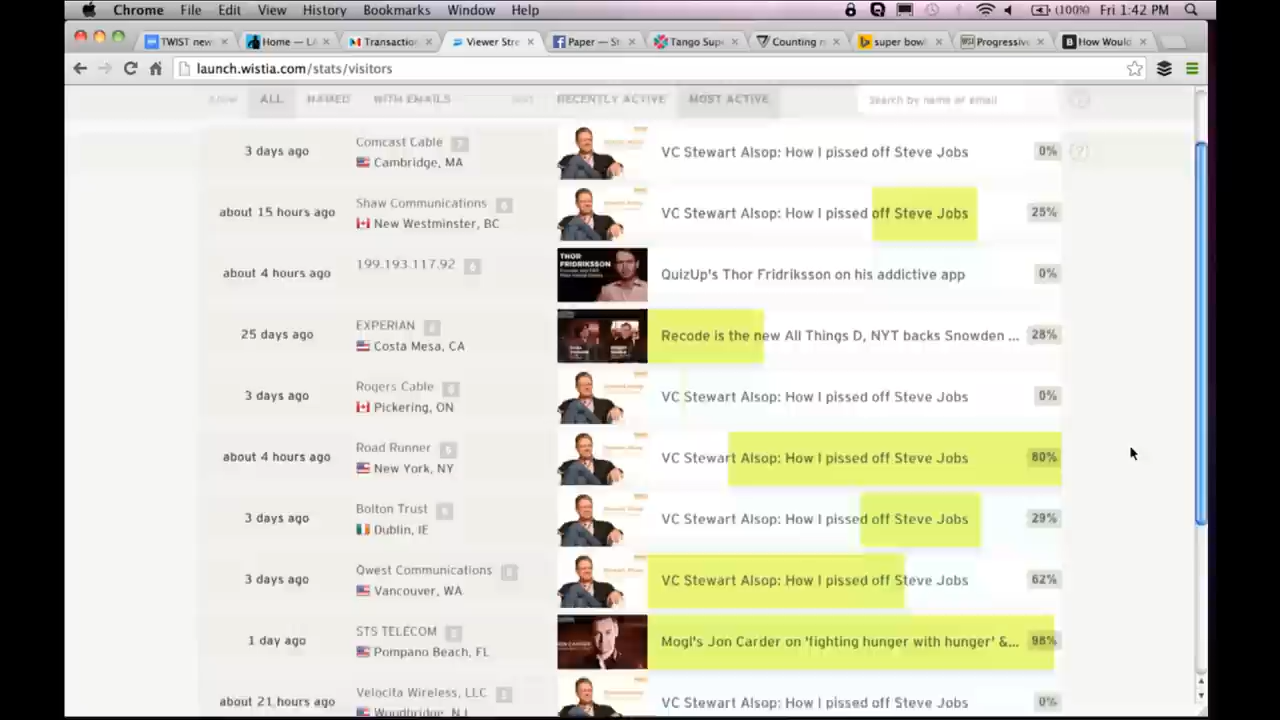 Chrome File Edit View History Bookmarks Window Help (100%) Fri 1:42 PM
TWIST new Home — LA Transaction Viewer Stre Paper — St Tango Sup Counting n super bowl Progressive How Would
launch.wistia.com/stats/visitors
SHOW ALL NAMED WITH EMAILS RECENTLY ACTIVE MOST ACTIVE Search by name or email
3 days ago Comcast Cable VC Stewart Alsop: How I pissed off Steve Jobs 0% ?
Cambridge, MA
about 15 hours ago Shaw Communications VC Stewart Alsop: How I pissed off Steve Jobs 25%
New Westminster, BC
about 4 hours ago 199.193.117.92 THOR FRIDRIKSSON QuizUp's Thor Fridriksson on his addictive app 0%
25 days ago EXPERIAN Recode is the new All Things D, NYT backs Snowden ... 28%
Costa Mesa, CA
3 days ago Rogers Cable VC Stewart Alsop: How I pissed off Steve Jobs 0%
Pickering, ON
about 4 hours ago Road Runner VC Stewart Alsop: How I pissed off Steve Jobs 80%
New York, NY
3 days ago Bolton Trust VC Stewart Alsop: How I pissed off Steve Jobs 29%
Dublin, IE
3 days ago Qwest Communications VC Stewart Alsop: How I pissed off Steve Jobs 62%
Vancouver, WA
1 day ago STS TELECOM Mogl's Jon Carder on 'fighting hunger with hunger' &... 98%
Pompano Beach, FL
about 21 hours ago Velocita Wireless, LLC VC Stewart Alsop: How I pissed off Steve Jobs 0%
Woodbridge, NJ